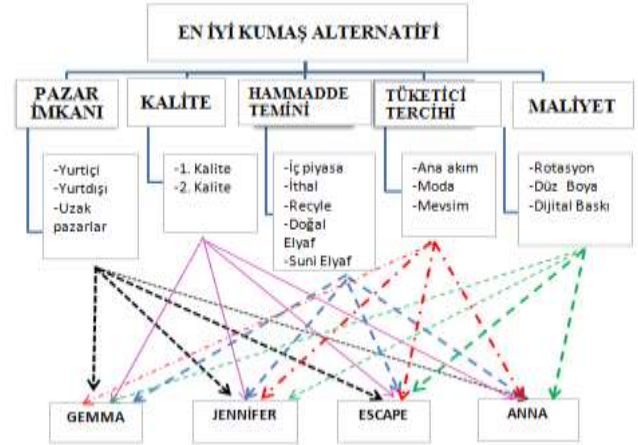 EN İYİ KUMAŞ ALTERNATİFİ
PAZAR
İMKANI
KALİTE
HAMMADDE
TEMİNİ
TÜKETİCİ
TERCİHİ
MALİYET
-Yurtiçi
-Yurtdışı
-Uzak
pazarlar
-1. Kalite
-2. Kalite
-İç piyasa
-İthal
-Recyle
-Doğal
Elyaf
-Suni Elyaf
-Ana akım
-Moda
-Mevsim
-Rotasyon
-Düz Boya
-Dijital Baskı
GEMMA
JENNİFER
ESCAPE
ANNA